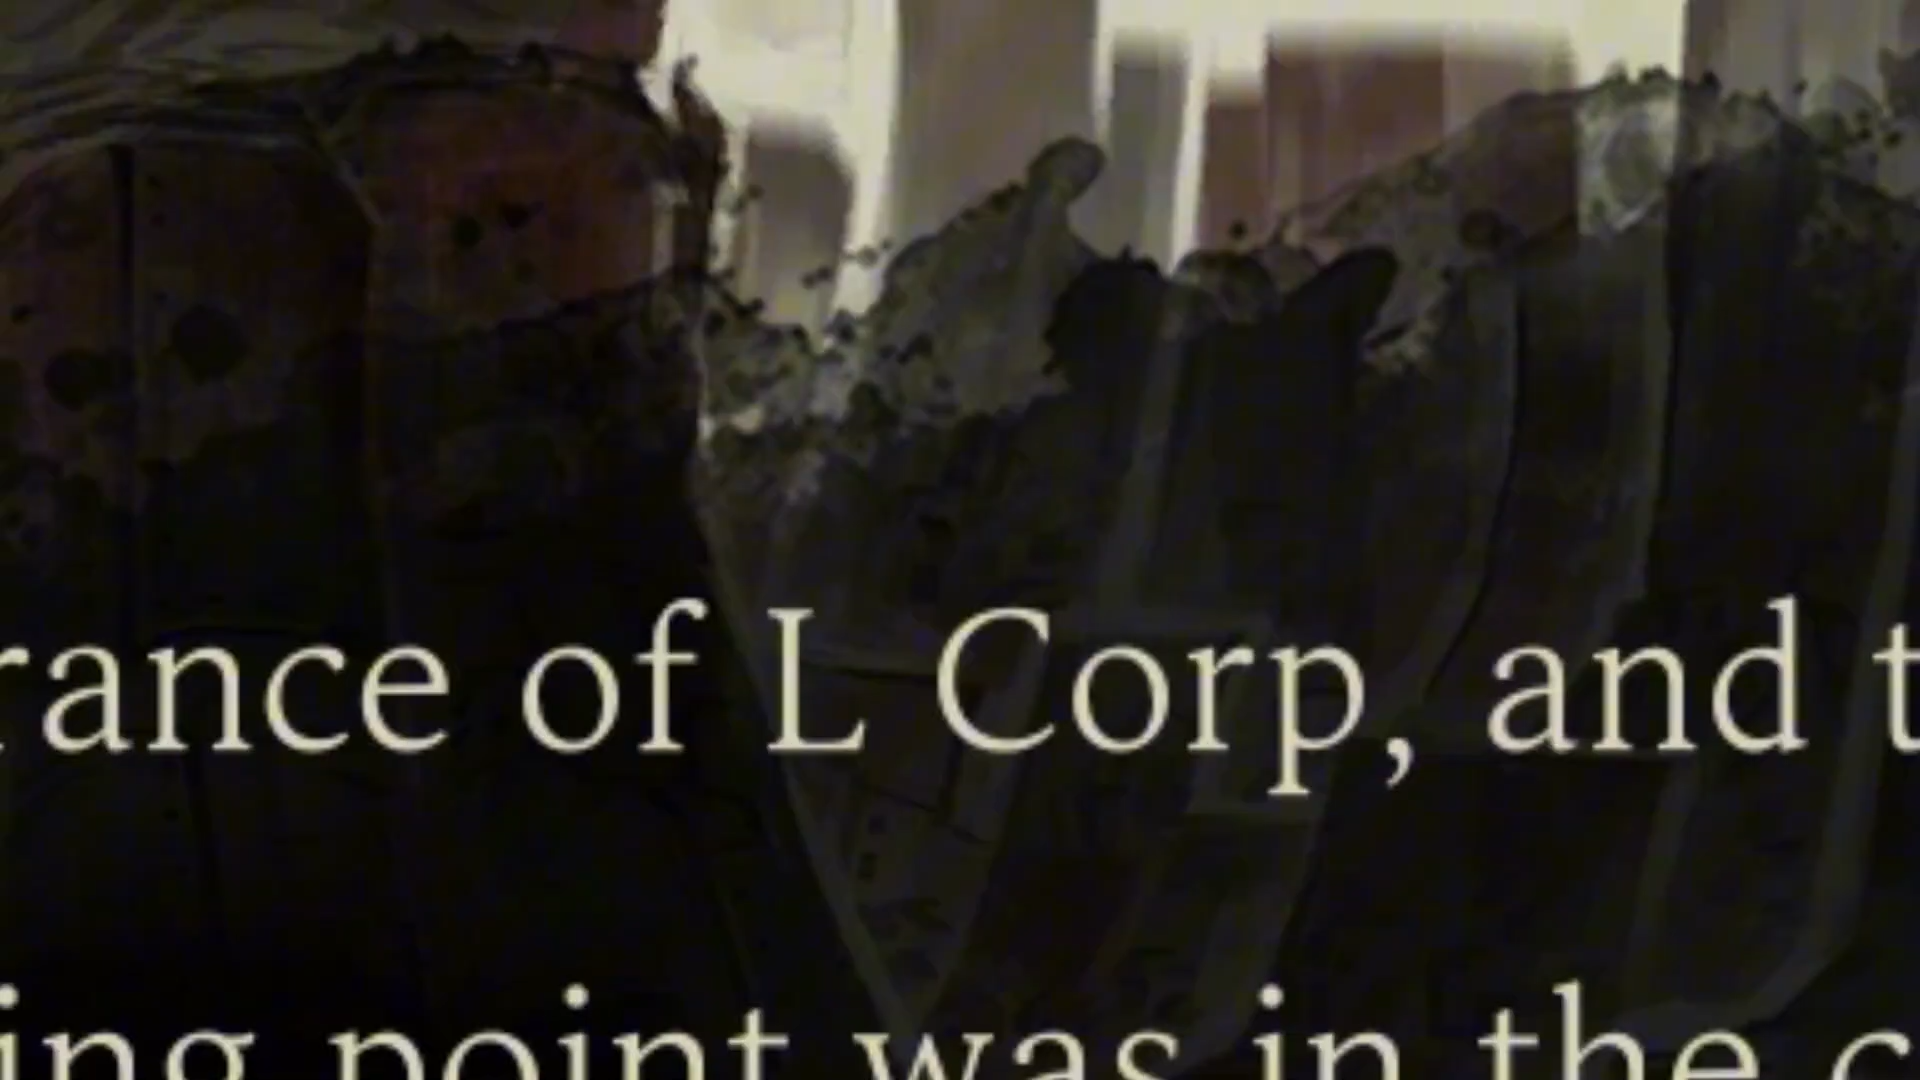 rance of L Corp, and t
ing point was in the c